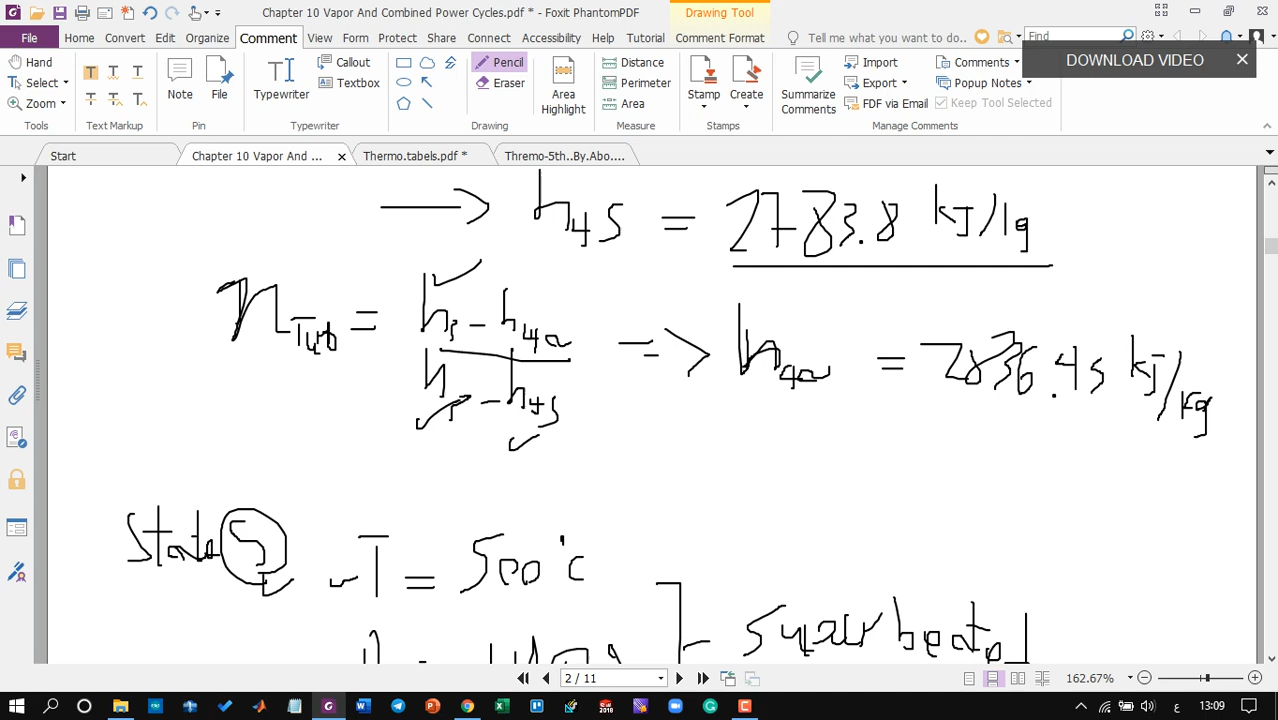 Chapter 10 Vapor And Combined Power Cycles.pdf * - Foxit PhantomPDF
Drawing Tool
File Home Convert Edit Organize Comment View Form Protect Share Connect Accessibility Help Tutorial Comment Format
Tell me what you want to do..
Find
DOWNLOAD VIDEO
Hand
Select
Zoom
Tools
Text Markup
Note
File
Pin
Typewriter
Callout
Textbox
Typewriter
Pencil
Eraser
Drawing
Area Highlight
Distance
Perimeter
Area
Measure
Stamp
Create
Stamps
Summarize Comments
Import
Export
FDF via Email
Comments
Popup Notes
Keep Tool Selected
Manage Comments
Start
Chapter 10 Vapor And ...
Thermo.tabels.pdf *
Thremo-5th..By.Abo....
h4s = 2783.8 kJ/kg
η Turb = h3 - h4a / h3 - h4s => h4a = 2836.45 kJ/kg
State 5 T = 500 °C
superheated
2 / 11
162.67%
13:09